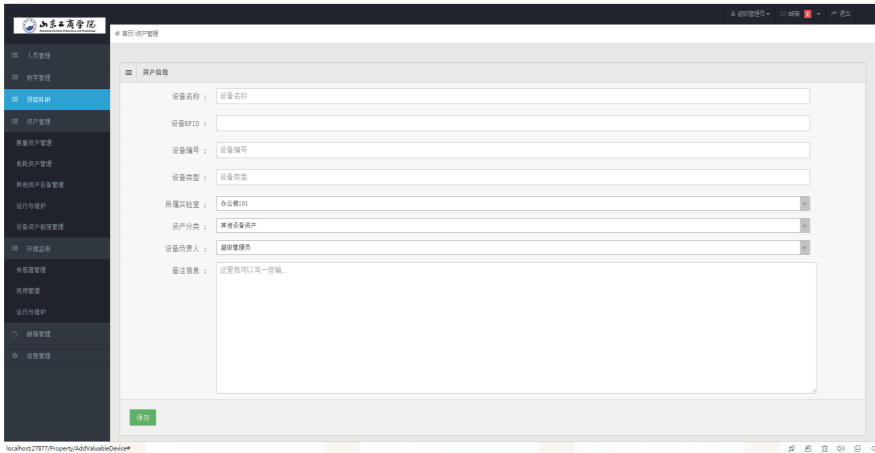 超级管理员
邮箱
退出
山东工商学院
首页/资产管理
人员管理
教学管理
项目科研
资产管理
贵重资产管理
低耗资产管理
其他资产设备管理
运行与维护
设备资产报废管理
环境监测
传感器管理
视频管理
运行与维护
邮箱管理
信息管理
资产信息
设备名称 : 设备名称
设备RFID :
设备编号 : 设备编号
设备类型 : 设备类型
所属实验室 : 办公楼101
资产分类 : 其他设备资产
设备负责人 : 超级管理员
备注信息 : 这里我可以写一些输...
保存
localhost:27877/Property/AddValuableDevice#